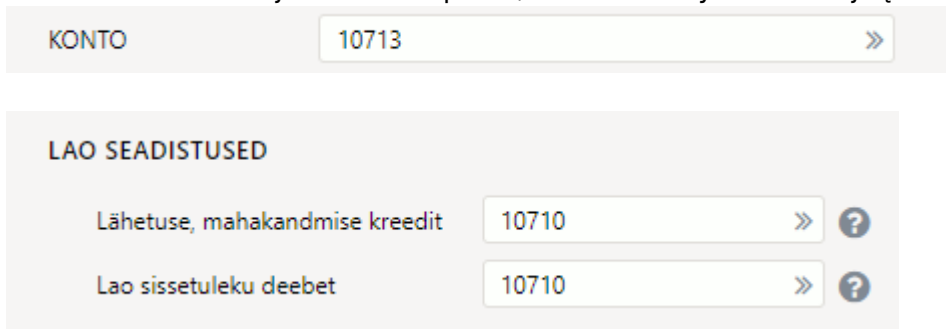 KONTO 10713
LAO SEADISTUSED
Lähetuse, mahakandmise kreedit 10710
Lao sissetuleku deebet 10710